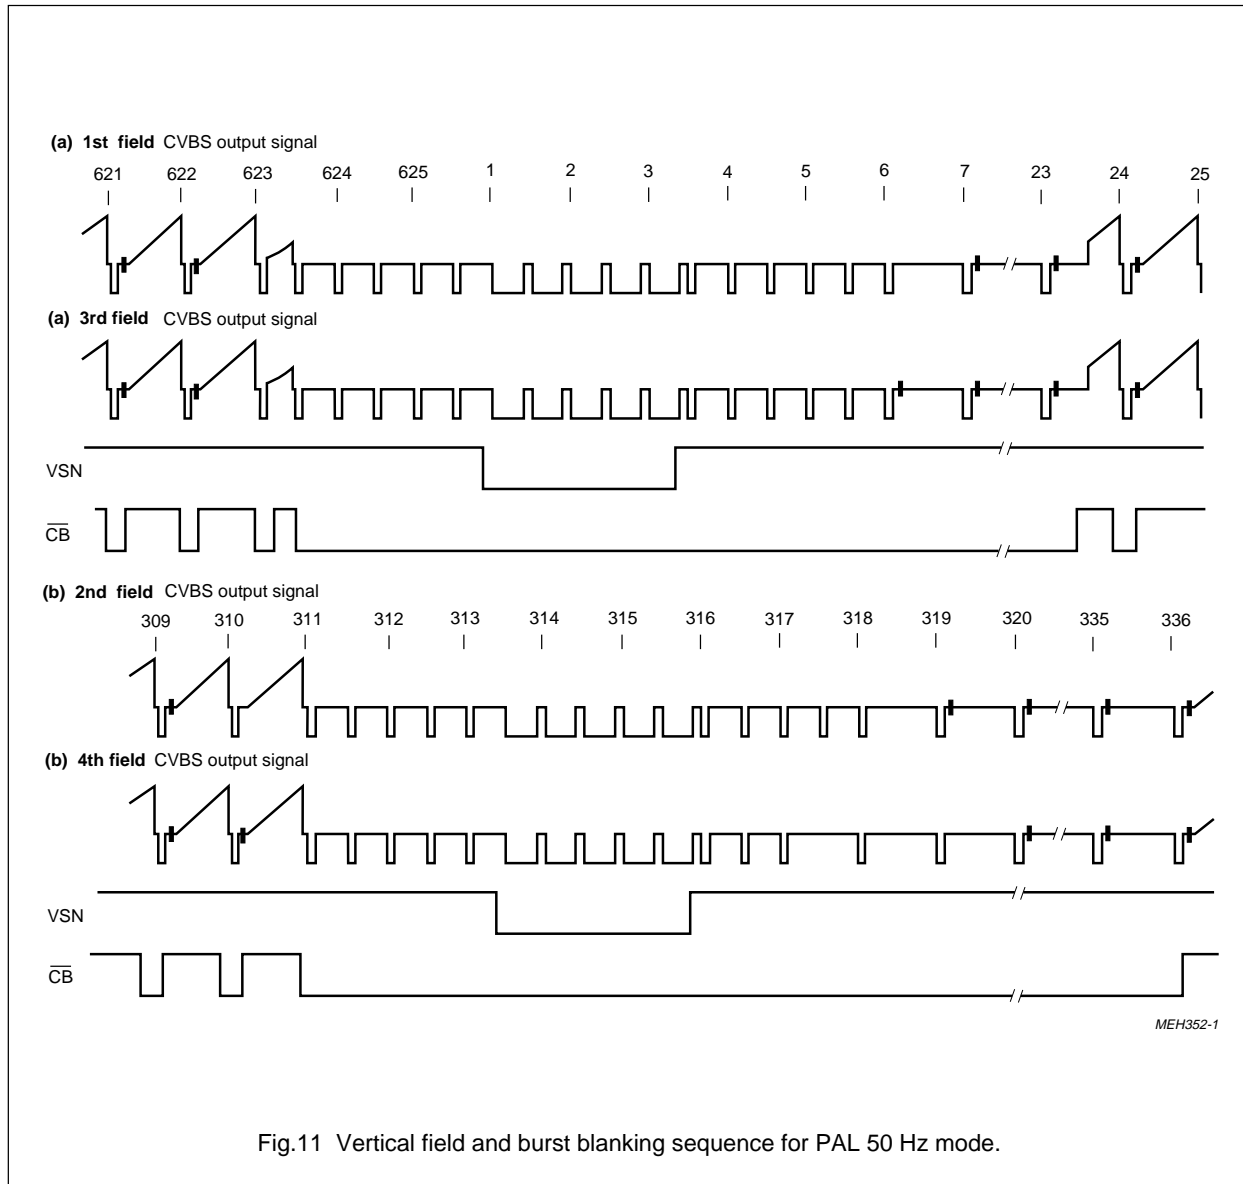 (a) 1st field CVBS output signal
621 622 623 624 625 1 2 3 4 5 6 7 23 24 25
(a) 3rd field CVBS output signal
VSN
CB
(b) 2nd field CVBS output signal
309 310 311 312 313 314 315 316 317 318 319 320 335 336
(b) 4th field CVBS output signal
VSN
CB
MEH352-1
Fig.11 Vertical field and burst blanking sequence for PAL 50 Hz mode.